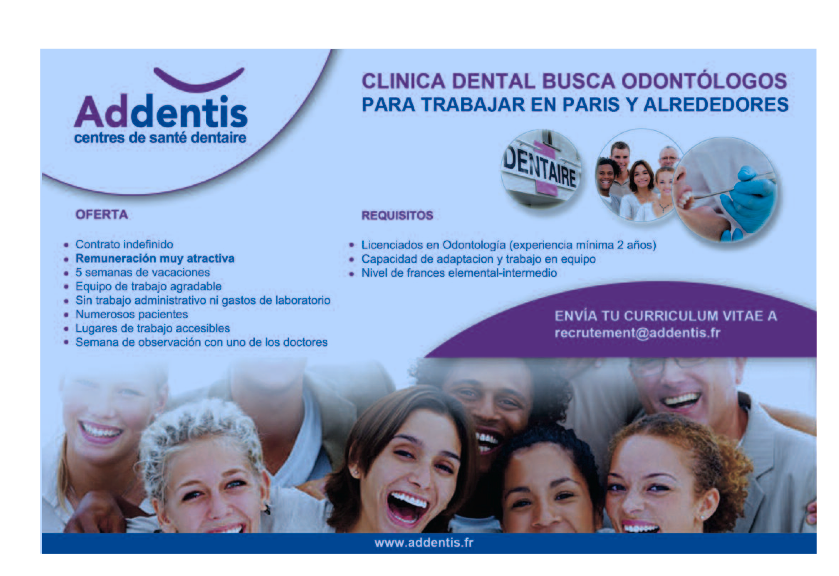 Addentis
centres de santé dentaire
CLINICA DENTAL BUSCA ODONTÓLOGOS
PARA TRABAJAR EN PARIS Y ALREDEDORES
DENTAIRE
OFERTA
• Contrato indefinido
• Remuneración muy atractiva
• 5 semanas de vacaciones
• Equipo de trabajo agradable
• Sin trabajo administrativo ni gastos de laboratorio
• Numerosos pacientes
• Lugares de trabajo accesibles
• Semana de observación con uno de los doctores
REQUISITOS
• Licenciados en Odontología (experiencia mínima 2 años)
• Capacidad de adaptacion y trabajo en equipo
• Nivel de frances elemental-intermedio
ENVÍA TU CURRICULUM VITAE A
recrutement@addentis.fr
www.addentis.fr